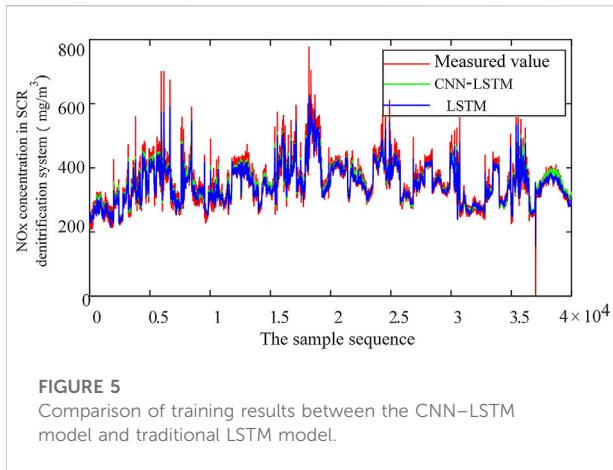 800
600
400
200
0
NOx concentration in SCR
denitrification system ( mg/m³)
Measured value
CNN-LSTM
LSTM
0 0.5 1 1.5 2 2.5 3 3.5 4 × 10⁴
The sample sequence
FIGURE 5
Comparison of training results between the CNN–LSTM
model and traditional LSTM model.